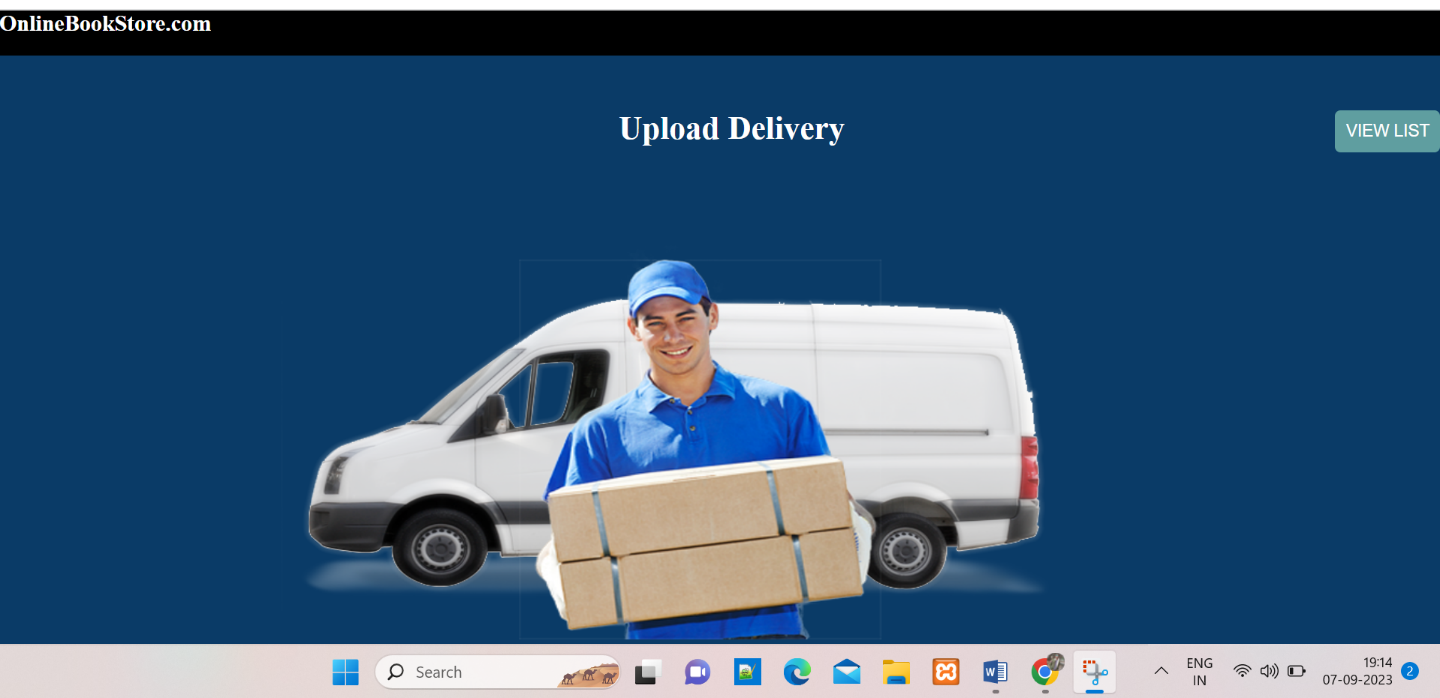 OnlineBookStore.com
Upload Delivery
VIEW LIST
Search
ENG
IN
19:14
07-09-2023
2